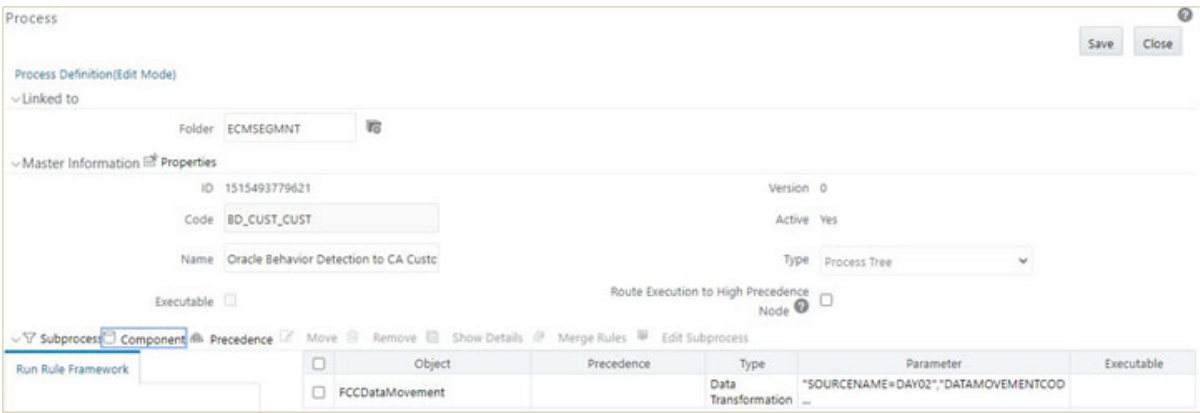 Process
?
Save Close
Process Definition(Edit Mode)
Linked to
Folder ECMSEGMNT
Master Information Properties
ID 1515493779621 Version 0
Code BD_CUST_CUST Active Yes
Name Oracle Behavior Detection to CA Custc Type Process Tree
Executable Route Execution to High Precedence
Node ?
Subprocess Component Precedence Move Remove Show Details Merge Rules Edit Subprocess
Run Rule Framework Object Precedence Type Parameter Executable
FCCDataMovement Data "SOURCENAME=DAY02","DATAMOVEMENTCOD
Transformation ...